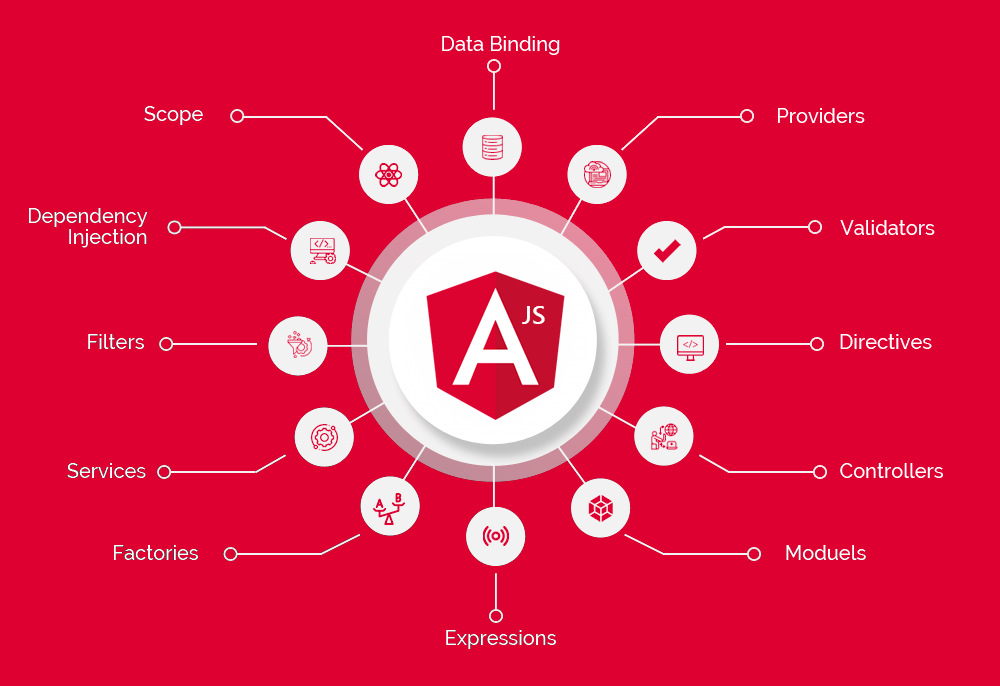 Data Binding
Scope
Providers
Dependency
Injection
Validators
JS
A
Filters
Directives
Services
Controllers
A B
Factories
Moduels
Expressions